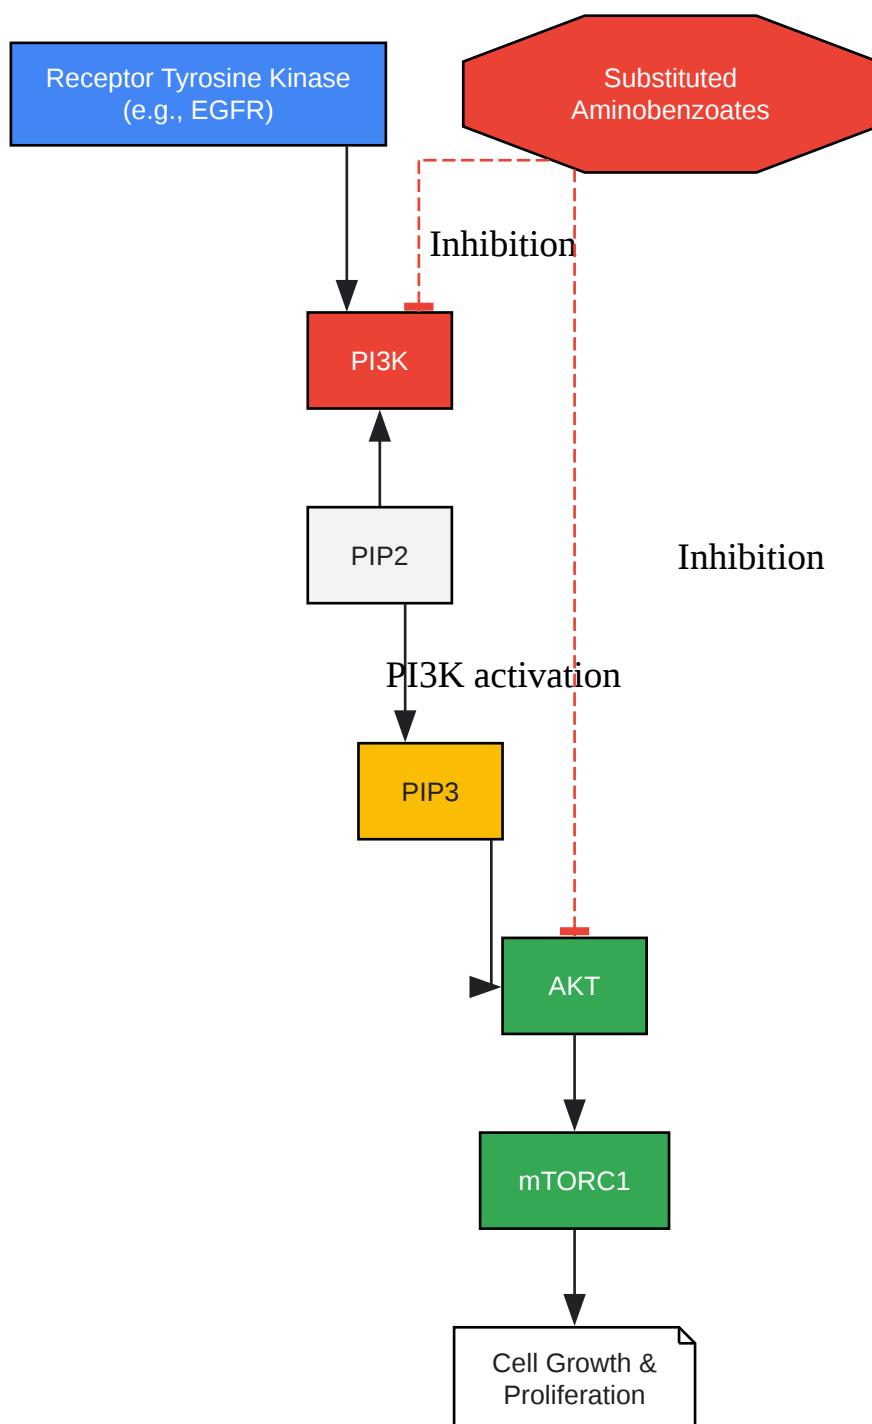 Receptor Tyrosine Kinase
(e.g., EGFR)
Substituted
Aminobenzoates
Inhibition
PI3K
PIP2
Inhibition
PI3K activation
PIP3
AKT
mTORC1
Cell Growth &
Proliferation